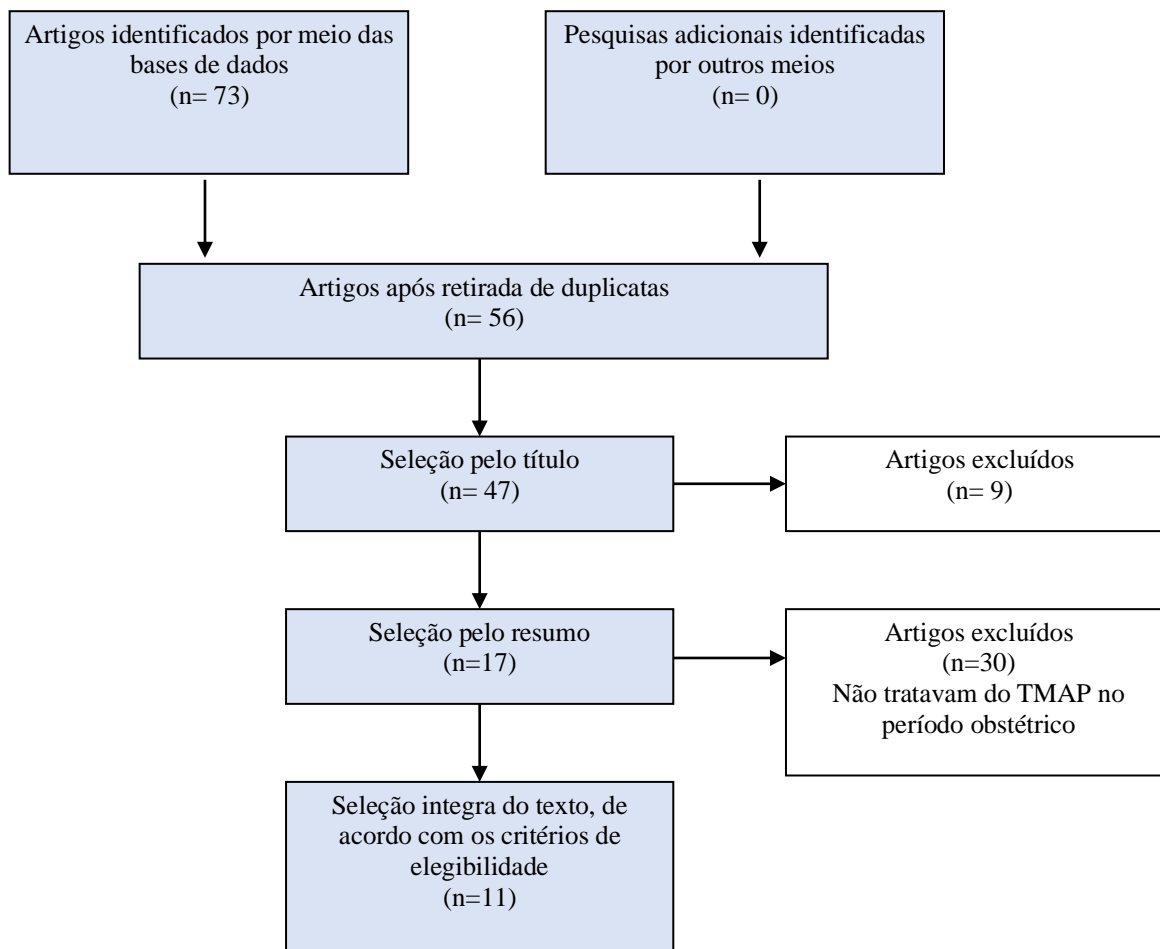 Artigos identificados por meio das
bases de dados
(n= 73)
Pesquisas adicionais identificadas
por outros meios
(n= 0)
Artigos após retirada de duplicatas
(n= 56)
Seleção pelo título
(n= 47)
Artigos excluídos
(n= 9)
Seleção pelo resumo
(n=17)
Artigos excluídos
(n=30)
Não tratavam do TMAP no
período obstétrico
Seleção integra do texto, de
acordo com os critérios de
elegibilidade
(n=11)